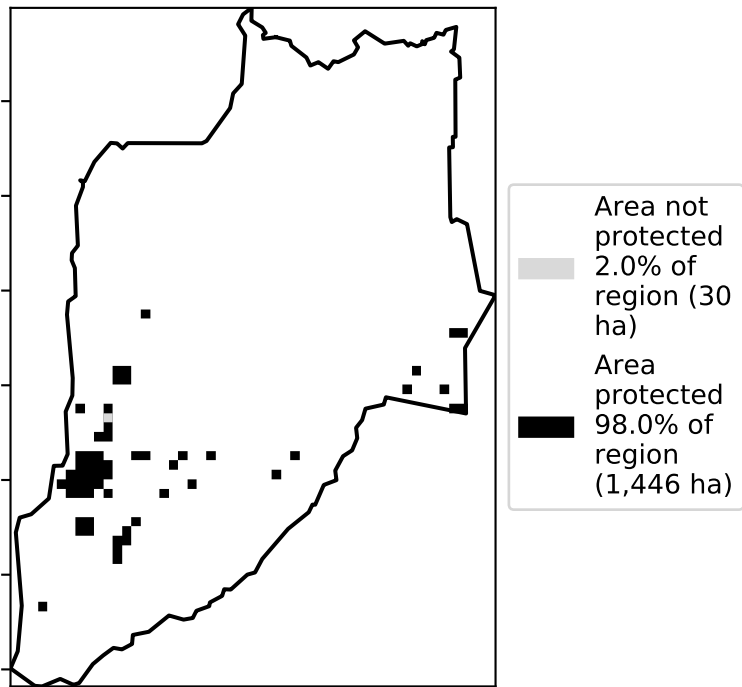 Area not
protected
2.0% of
region (30
ha)
Area
protected
98.0% of
region
(1,446 ha)